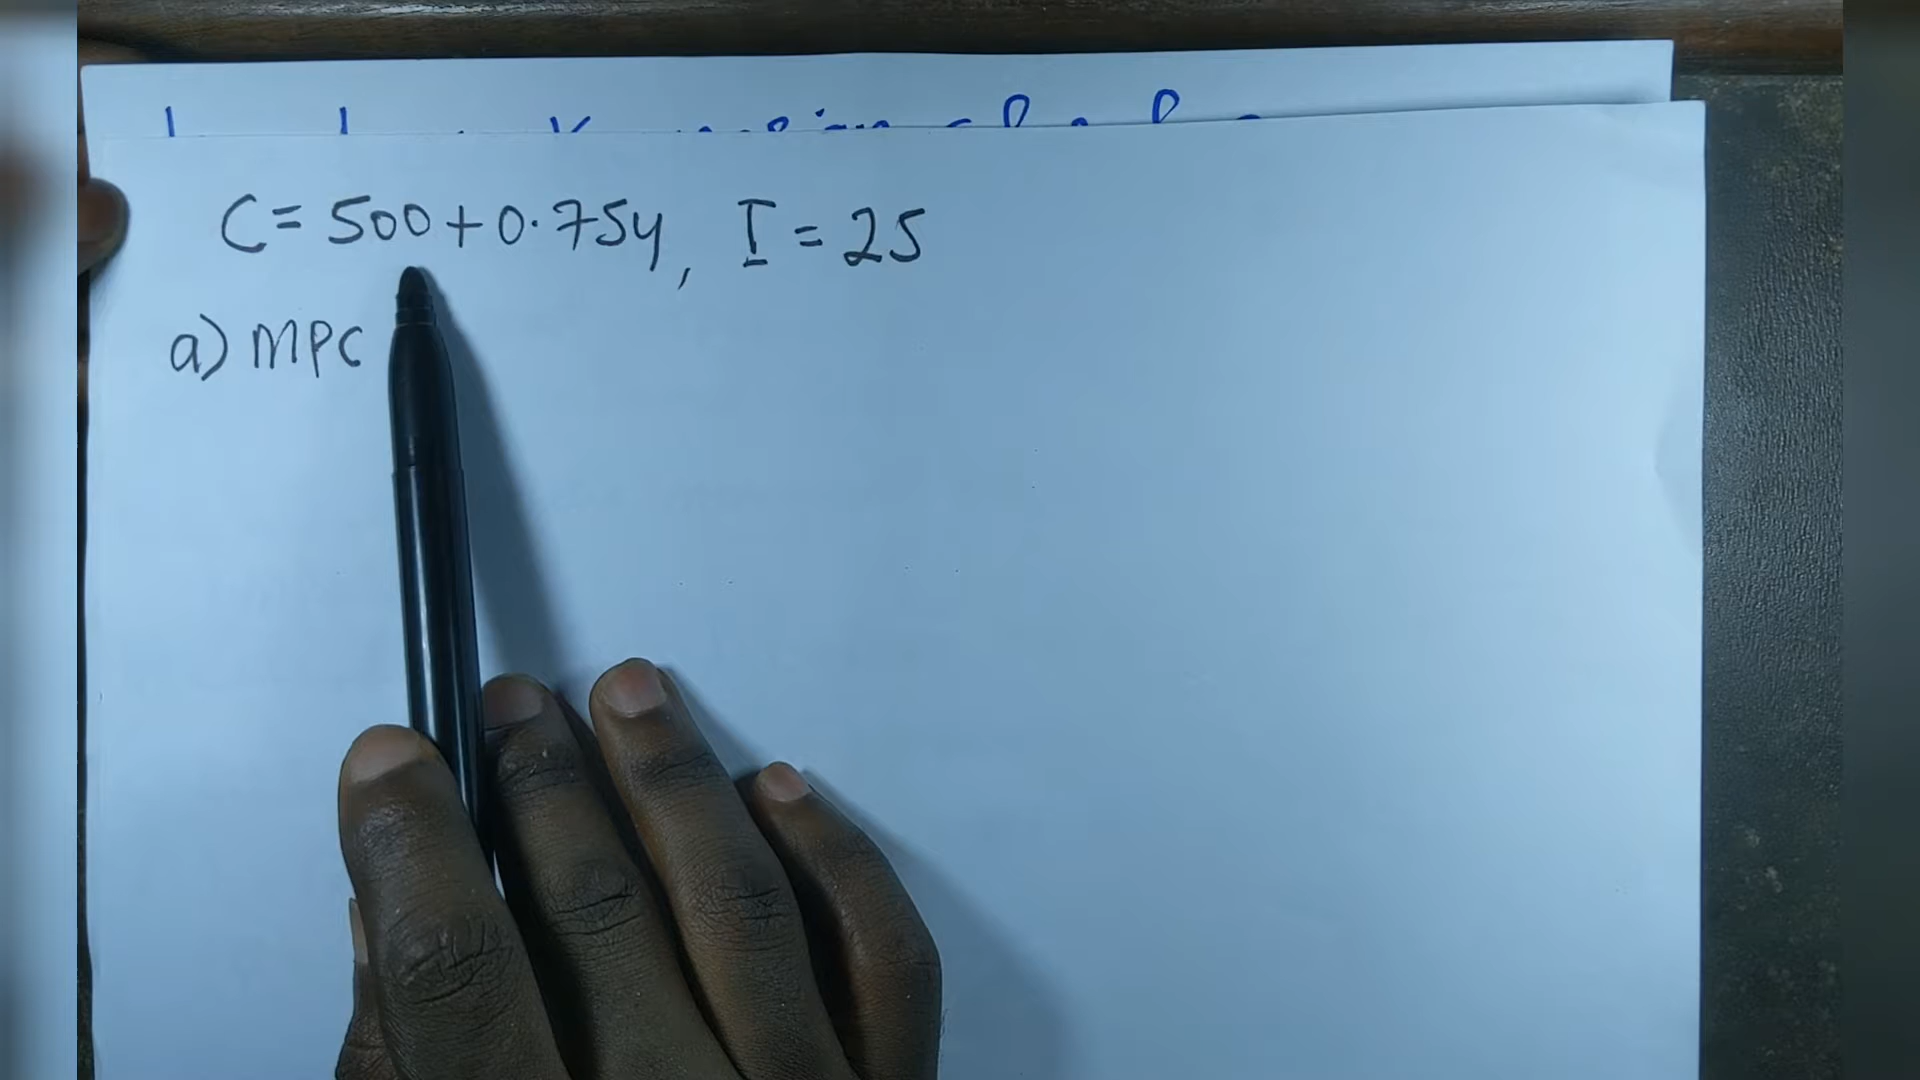 C = 500 + 0.75y, I = 25
a) MPC